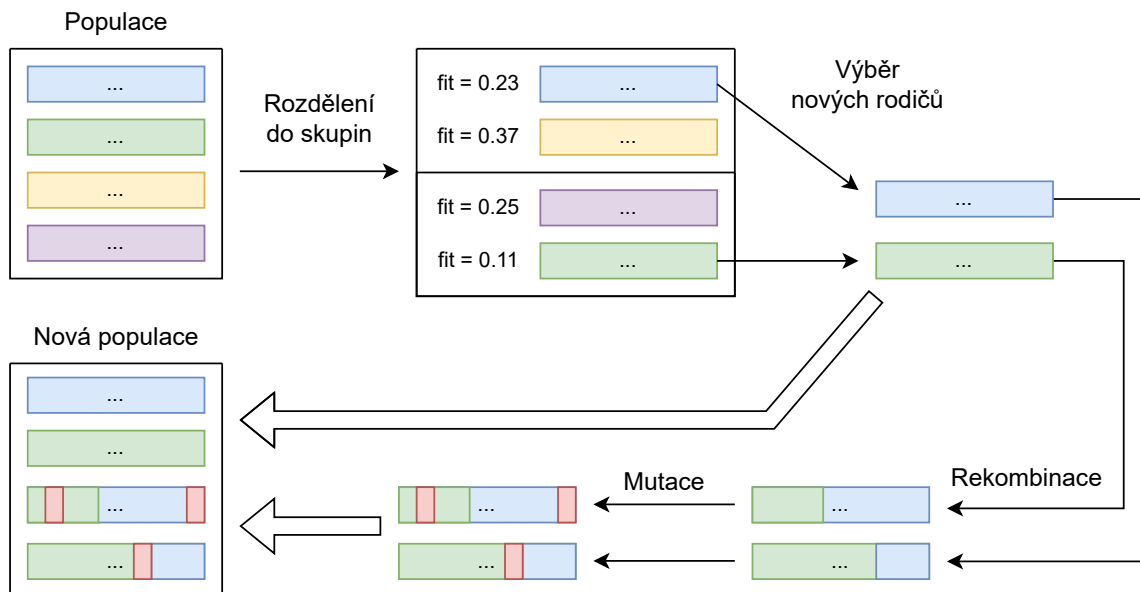 Populace
...
...
...
...
Rozdělení
do skupin
fit = 0.23
...
fit = 0.37
...
fit = 0.25
...
fit = 0.11
...
Výběr
nových rodičů
...
...
Nová populace
...
...
...
...
Mutace
...
...
Rekombinace
...
...